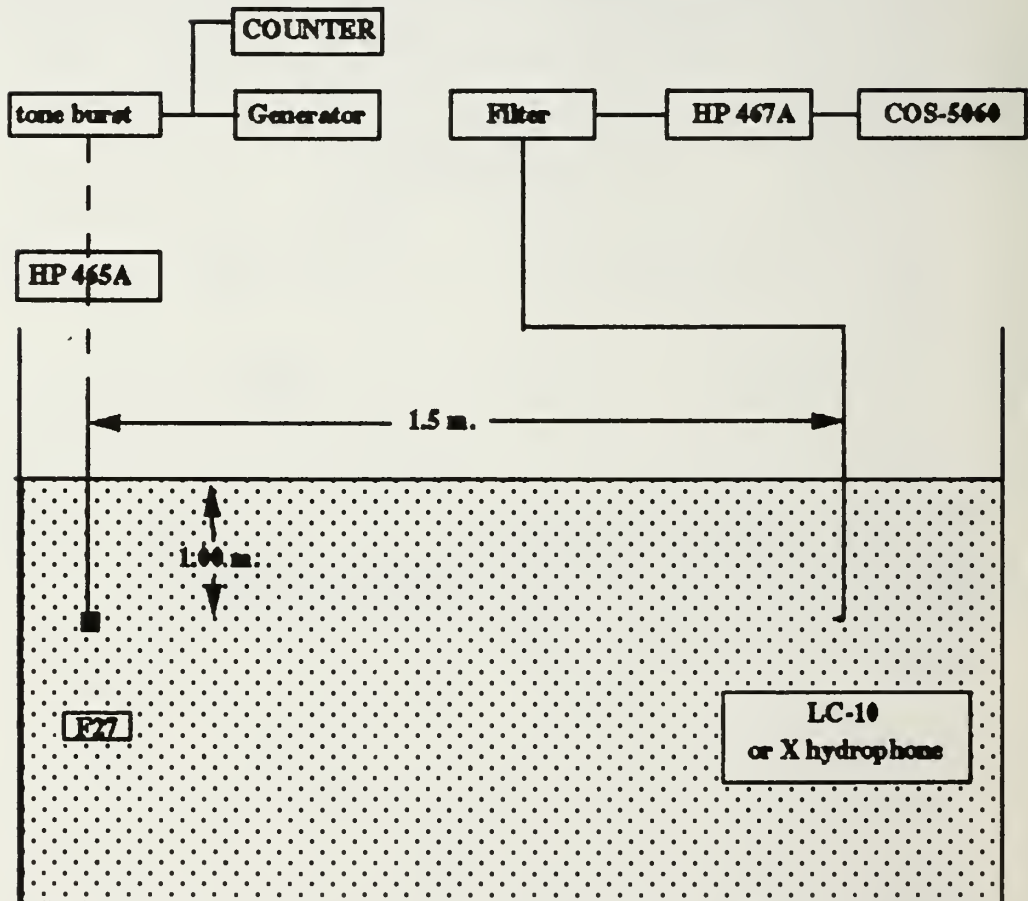 COUNTER
tone burst
Generator
Filter
HP 467A
COS-5060
HP 465A
1.5 m.
1.00 m.
F27
LC-10
or X hydrophone